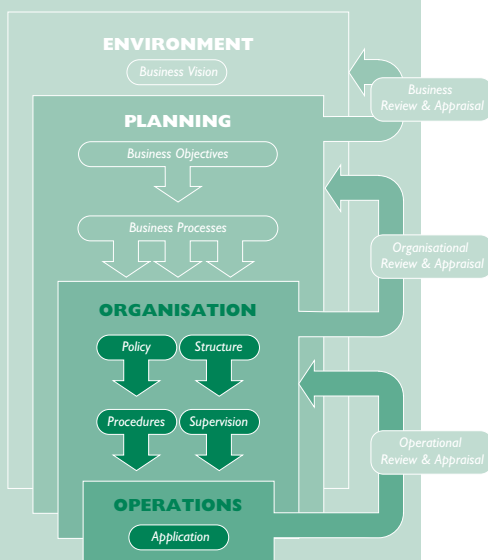 ENVIRONMENT
Business Vision
Business
Review & Appraisal
PLANNING
Business Objectives
Business Processes
Organisational
Review & Appraisal
ORGANISATION
Policy
Structure
Procedures
Supervision
Operational
Review & Appraisal
OPERATIONS
Application